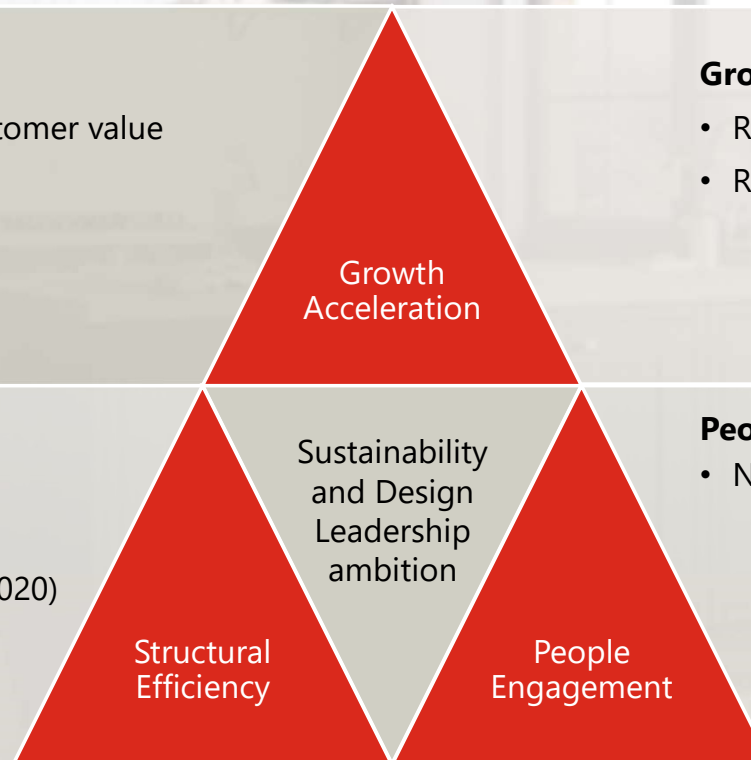 tomer value
Gro
• R
• R
Growth
Acceleration
Sustainability
and Design
Leadership
ambition
Peo
• N
020)
Structural
Efficiency
People
Engagement